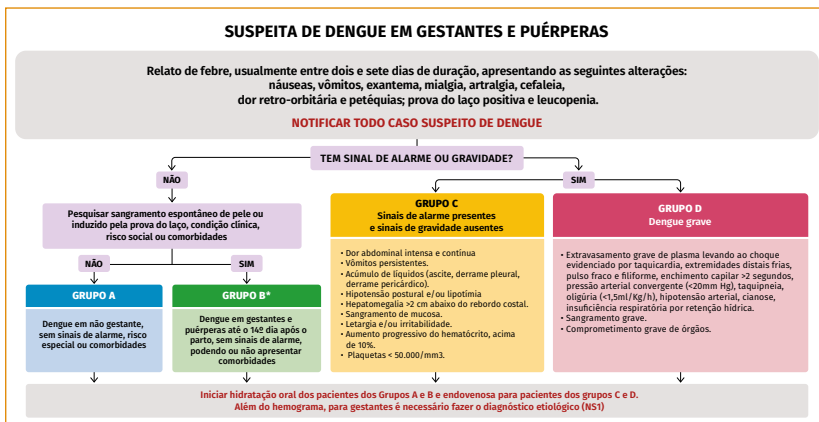 SUSPEITA DE DENGUE EM GESTANTES E PUÉRPERAS
Relato de febre, usualmente entre dois e sete dias de duração, apresentando as seguintes alterações:
náuseas, vômitos, exantema, mialgia, artralgia, cefaleia,
dor retro-orbitária e petéquias; prova do laço positiva e leucopenia.
NOTIFICAR TODO CASO SUSPEITO DE DENGUE
TEM SINAL DE ALARME OU GRAVIDADE?
NÃO
SIM
Pesquisar sangramento espontâneo de pele ou
induzido pela prova do laço, condição clínica,
risco social ou comorbidades
NÃO
SIM
GRUPO A
Dengue em não gestante,
sem sinais de alarme, risco
especial ou comorbidades
GRUPO B*
Dengue em gestantes e
puérperas até o 14º dia após o
parto, sem sinais de alarme,
podendo ou não apresentar
comorbidades
GRUPO C
Sinais de alarme presentes
e sinais de gravidade ausentes
• Dor abdominal intensa e contínua
• Vômitos persistentes.
• Acúmulo de líquidos (ascite, derrame pleural,
derrame pericárdico).
• Hipotensão postural e/ou lipotímia
• Hepatomegalia >2 cm abaixo do rebordo costal.
• Sangramento de mucosa.
• Letargia e/ou irritabilidade.
• Aumento progressivo do hematócrito, acima
de 10%.
• Plaquetas < 50.000/mm3.
GRUPO D
Dengue grave
• Extravasamento grave de plasma levando ao choque
evidenciado por taquicardia, extremidades distais frias,
pulso fraco e filiforme, enchimento capilar >2 segundos,
pressão arterial convergente (<20mm Hg), taquipneia,
oligúria (<1,5ml/Kg/h), hipotensão arterial, cianose,
insuficiência respiratória por retenção hídrica.
• Sangramento grave.
• Comprometimento grave de órgãos.
Iniciar hidratação oral dos pacientes dos Grupos A e B e endovenosa para pacientes dos grupos C e D.
Além do hemograma, para gestantes é necessário fazer o diagnóstico etiológico (NS1)